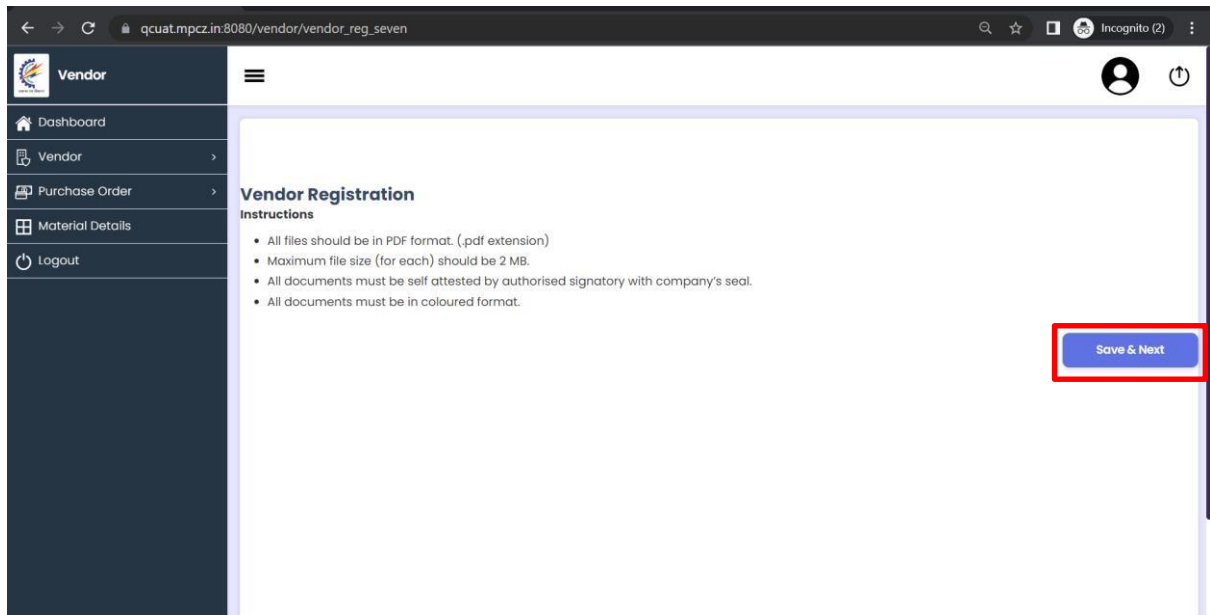 qcuat.mpcz.in:8080/vendor/vendor_reg_seven
Incognito (2)
Vendor
Dashboard
Vendor
Purchase Order
Material Details
Logout
Vendor Registration
Instructions
• All files should be in PDF format. (.pdf extension)
• Maximum file size (for each) should be 2 MB.
• All documents must be self attested by authorised signatory with company's seal.
• All documents must be in coloured format.
Save & Next